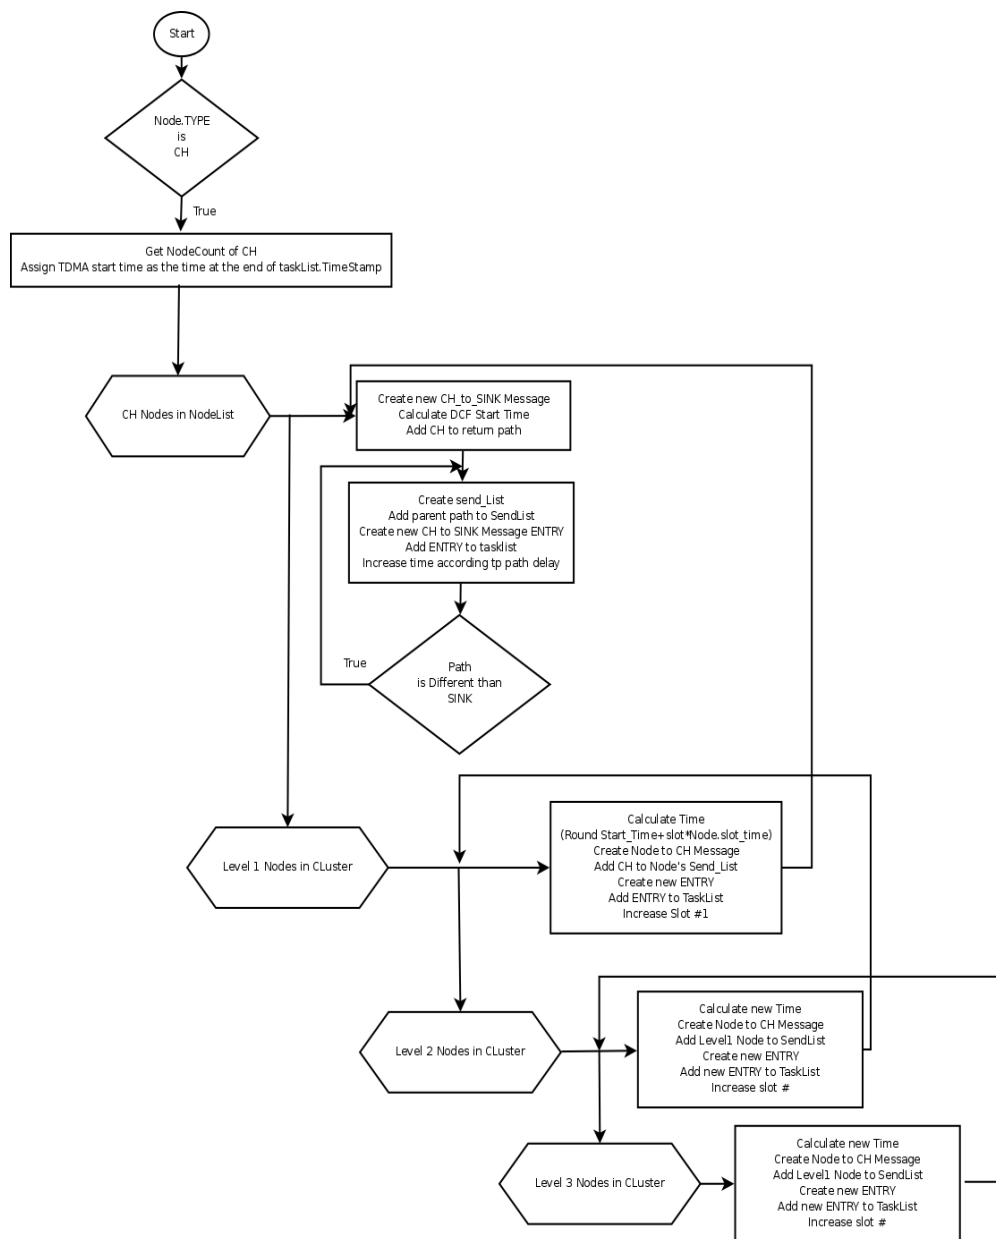 Start
Node.TYPE
is
CH
True
Get NodeCount of CH
Assign TDMA start time as the time at the end of taskList.TimeStamp
CH Nodes in NodeList
Create new CH_to_SINK Message
Calculate DCF Start Time
Add CH to return path
Create send_List
Add parent path to SendList
Create new CH to SINK Message ENTRY
Add ENTRY to tasklist
Increase time according tp path delay
True
Path
is Different than
SINK
Level 1 Nodes in CLuster
Calculate Time
(Round Start_Time+slot*Node.slot_time)
Create Node to CH Message
Add CH to Node's Send_List
Create new ENTRY
Add ENTRY to TaskList
Increase Slot #1
Level 2 Nodes in CLuster
Calculate new Time
Create Node to CH Message
Add Level1 Node to SendList
Create new ENTRY
Add new ENTRY to TaskList
Increase slot #
Level 3 Nodes in CLuster
Calculate new Time
Create Node to CH Message
Add Level1 Node to SendList
Create new ENTRY
Add new ENTRY to TaskList
Increase slot #